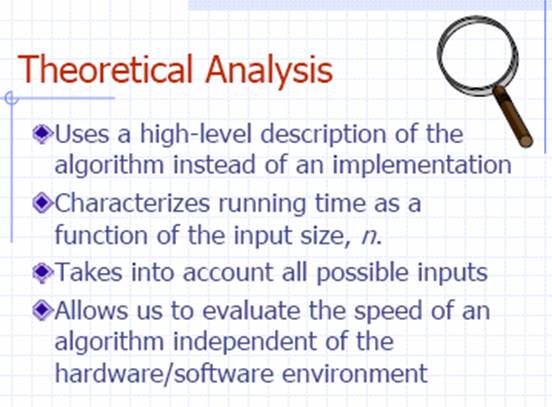 Theoretical Analysis
Uses a high-level description of the
algorithm instead of an implementation
Characterizes running time as a
function of the input size, n.
Takes into account all possible inputs
Allows us to evaluate the speed of an
algorithm independent of the
hardware/software environment